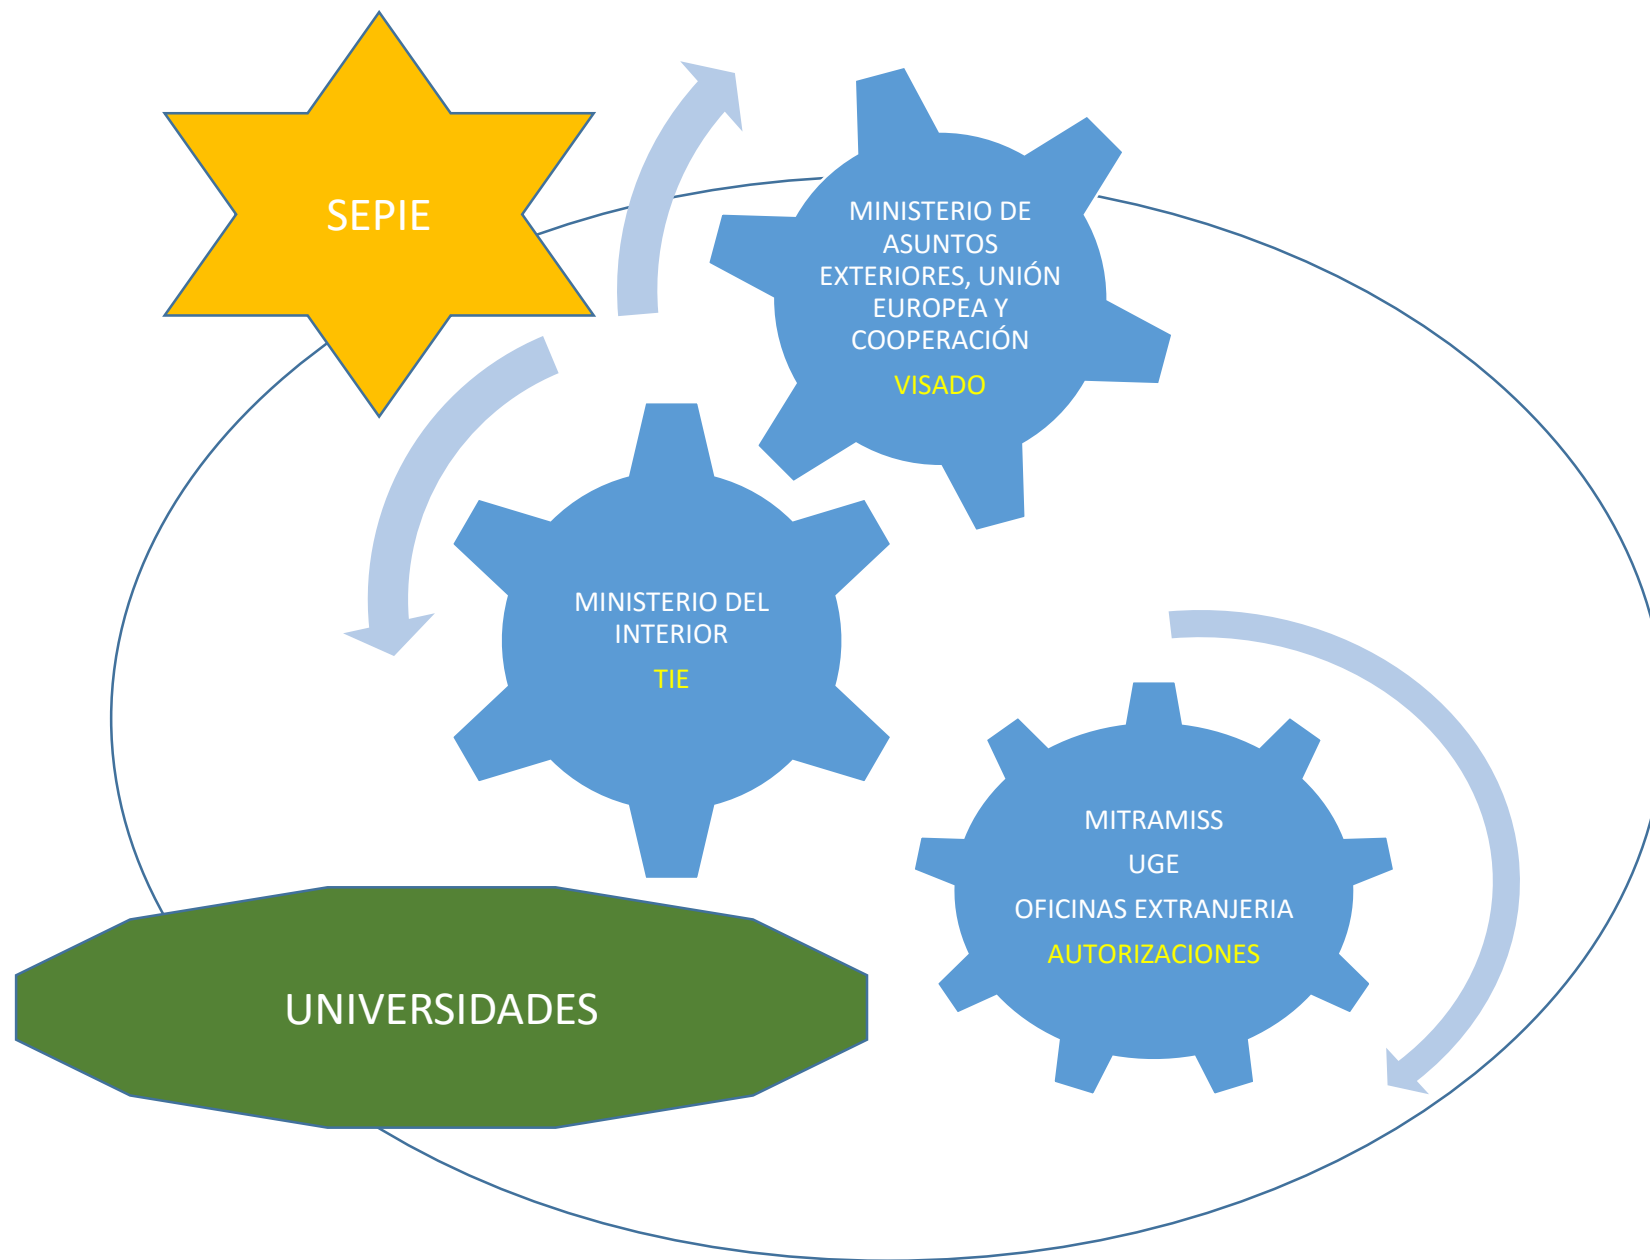 SEPIE
MINISTERIO DE
ASUNTOS
EXTERIORES, UNIÓN
EUROPEA Y
COOPERACIÓN
VISADO
MINISTERIO DEL
INTERIOR
TIE
MITRAMISS
UGE
OFICINAS EXTRANJERIA
AUTORIZACIONES
UNIVERSIDADES